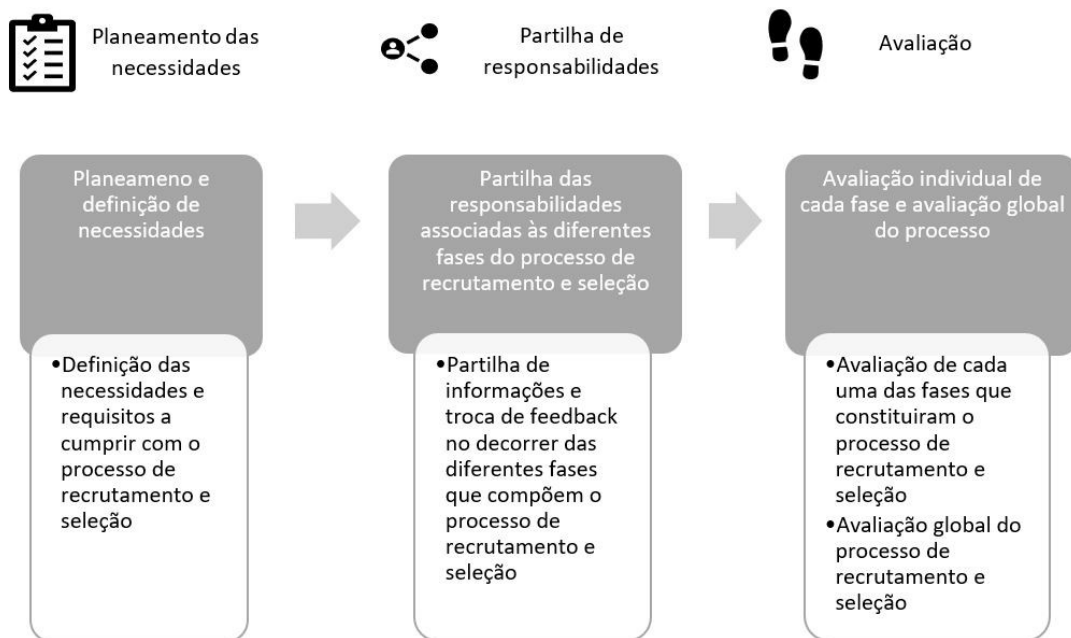 Planeamento das
necessidades
Partilha de
responsabilidades
Avaliação
Planeameno e
definição de
necessidades
Partilha das
responsabilidades
associadas às diferentes
fases do processo de
recrutamento e seleção
Avaliação individual de
cada fase e avaliação global
do processo
•Definição das
necessidades e
requisitos a
cumprir com o
processo de
recrutamento e
seleção
•Partilha de
informações e
troca de feedback
no decorrer das
diferentes fases
que compõem o
processo de
recrutamento e
seleção
•Avaliação de cada
uma das fases que
constituiram o
processo de
recrutamento e
seleção
•Avaliação global do
processo de
recrutamento e
seleção